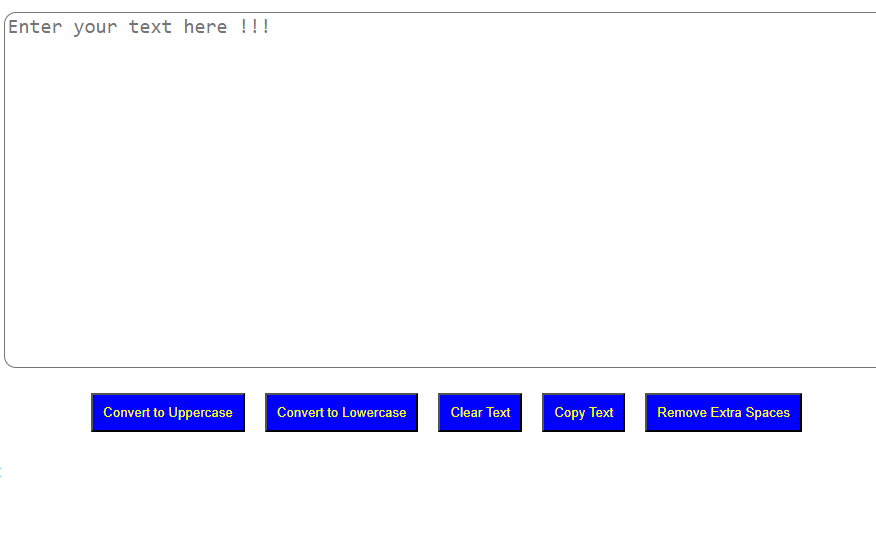 Enter your text here !!!
Convert to Uppercase Convert to Lowercase Clear Text Copy Text Remove Extra Spaces